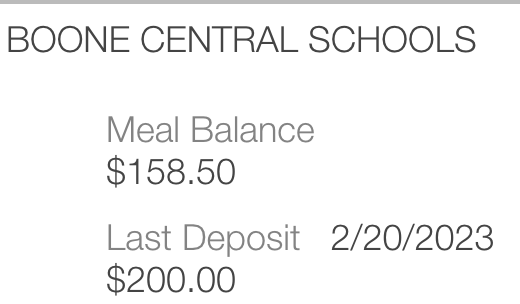 BOONE CENTRAL SCHOOLS
Meal Balance
$158.50
Last Deposit 2/20/2023
$200.00